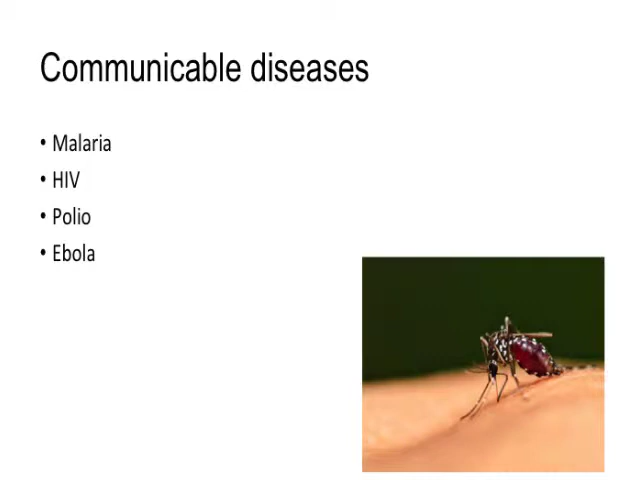 Communicable diseases
• Malaria
• HIV
• Polio
• Ebola